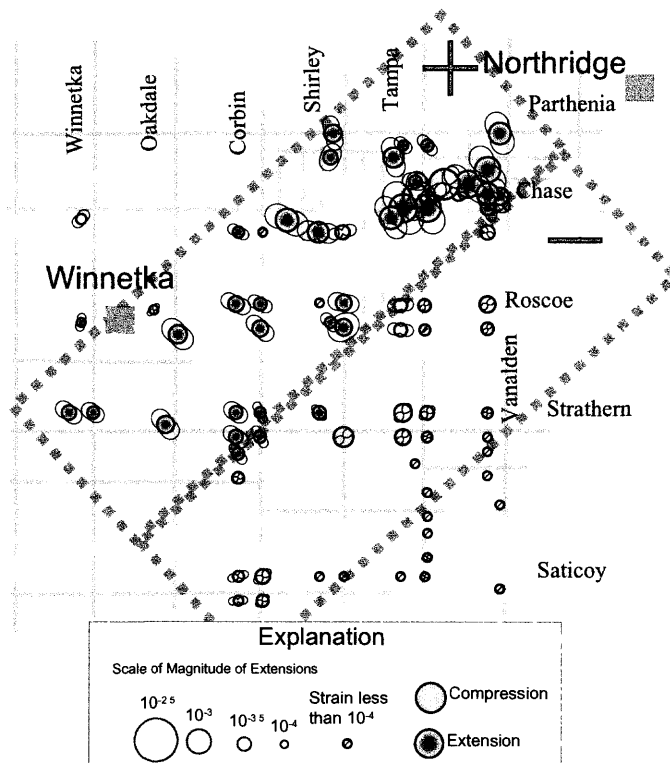 Winnetka
Oakdale
Corbin
Shirley
Tampa
Northridge
Parthenia
Chase
Winnetka
Roscoe
Vanalden
Strathern
Saticoy
Explanation
Scale of Magnitude of Extensions
10-2 5
10-3
10-3 5
10-4
Strain less
than 10-4
Compression
Extension